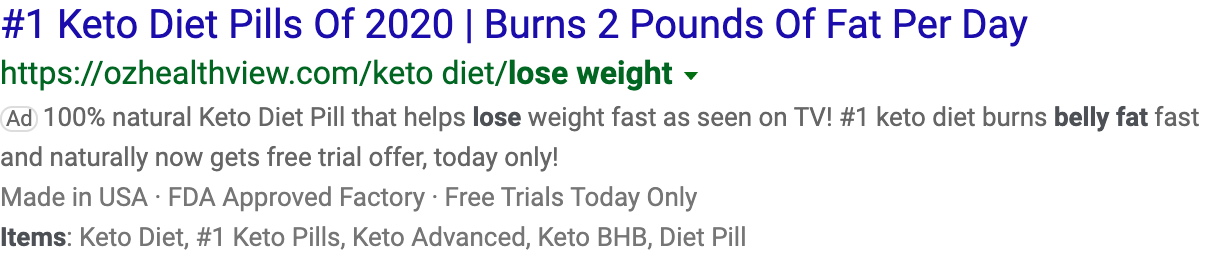 #1 Keto Diet Pills Of 2020 | Burns 2 Pounds Of Fat Per Day
https://ozhealthview.com/keto diet/lose weight
Ad 100% natural Keto Diet Pill that helps lose weight fast as seen on TV! #1 keto diet burns belly fat fast
and naturally now gets free trial offer, today only!
Made in USA · FDA Approved Factory · Free Trials Today Only
Items: Keto Diet, #1 Keto Pills, Keto Advanced, Keto BHB, Diet Pill